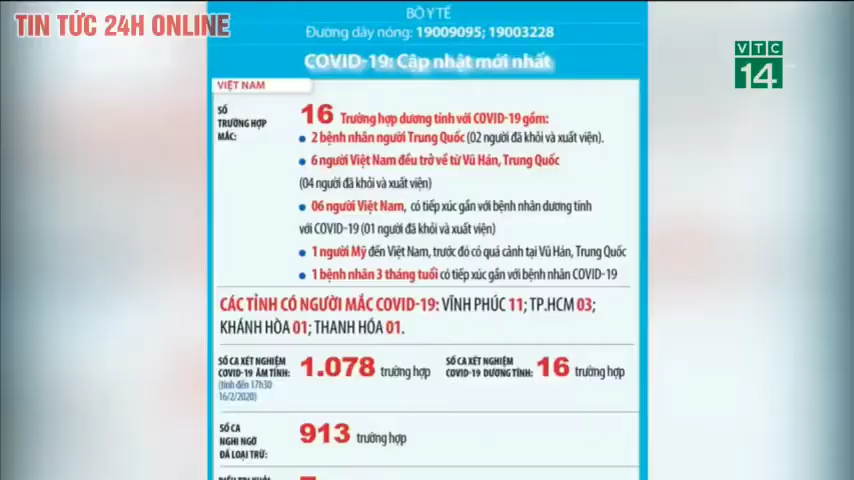 TIN TỨC 24H ONLINE
BỘ Y TẾ
Đường dây nóng: 19009095; 19003228
VTC
14
COVID-19: Cập nhật mới nhất
VIỆT NAM
SỐ
TRƯỜNG HỢP
MẮC:
16 Trường hợp dương tính với COVID-19 gồm:
• 2 bệnh nhân người Trung Quốc (02 người đã khỏi và xuất viện).
• 6 người Việt Nam đều trở về từ Vũ Hán, Trung Quốc
(04 người đã khỏi và xuất viện)
• 06 người Việt Nam, có tiếp xúc gần với bệnh nhân dương tính
với COVID-19 (01 người đã khỏi và xuất viện)
• 1 người Mỹ đến Việt Nam, trước đó có quá cảnh tại Vũ Hán, Trung Quốc
• 1 bệnh nhân 3 tháng tuổi có tiếp xúc gần với bệnh nhân COVID-19
CÁC TỈNH CÓ NGƯỜI MẮC COVID-19: VĨNH PHÚC 11; TP.HCM 03;
KHÁNH HÒA 01; THANH HÓA 01.
SỐ CA XÉT NGHIỆM
COVID-19 ÂM TÍNH:
(tính đến 17h30
16/2/2020)
1.078 trường hợp
SỐ CA XÉT NGHIỆM
COVID-19 DƯƠNG TÍNH:
16 trường hợp
SỐ CA
NGHI NGỜ
ĐÃ LOẠI TRỪ:
913 trường hợp